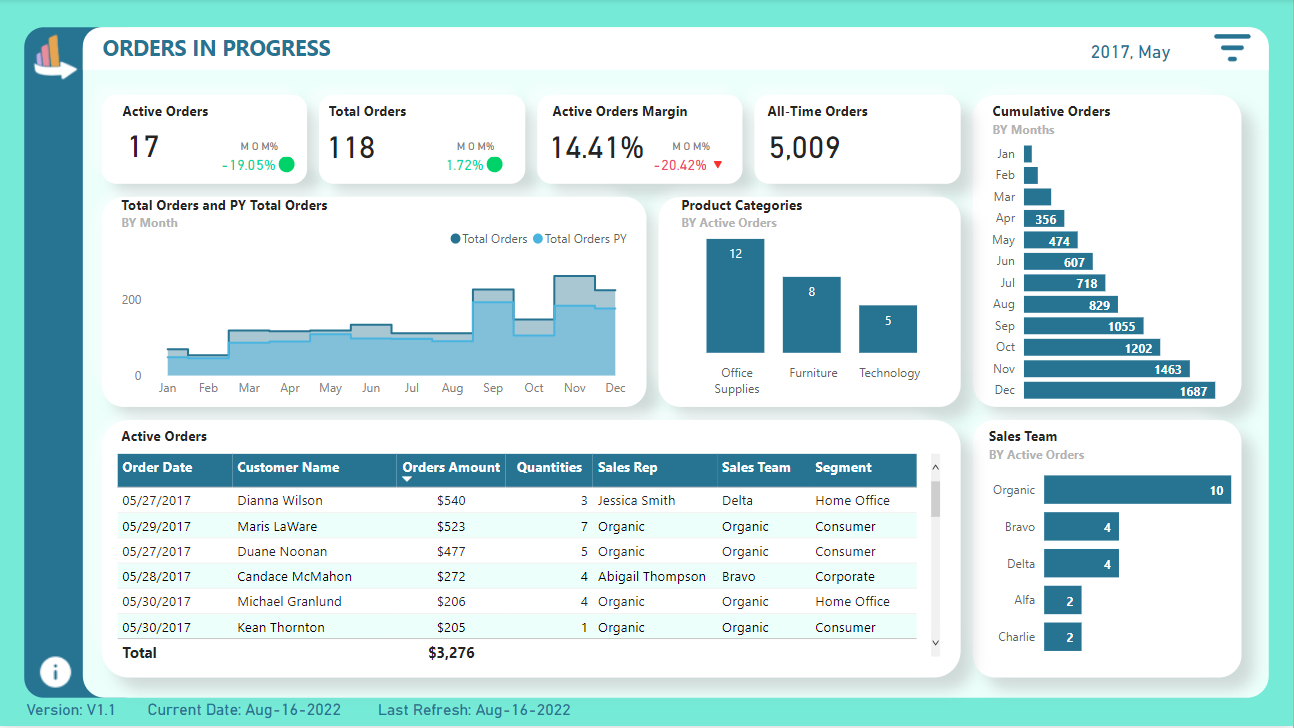 ORDERS IN PROGRESS
2017, May
Active Orders
17
M O M%
-19.05%
Total Orders
118
M O M%
1.72%
Active Orders Margin
14.41%
M O M%
-20.42%
All-Time Orders
5,009
Total Orders and PY Total Orders
BY Month
Total Orders Total Orders PY
200
0
Jan Feb Mar Apr May Jun Jul Aug Sep Oct Nov Dec
Product Categories
BY Active Orders
12
8
5
Office Supplies
Furniture
Technology
Cumulative Orders
BY Months
Jan
Feb
Mar
Apr 356
May 474
Jun 607
Jul 718
Aug 829
Sep 1055
Oct 1202
Nov 1463
Dec 1687
Active Orders
Order Date Customer Name Orders Amount Quantities Sales Rep Sales Team Segment
05/27/2017 Dianna Wilson $540 3 Jessica Smith Delta Home Office
05/29/2017 Maris LaWare $523 7 Organic Organic Consumer
05/27/2017 Duane Noonan $477 5 Organic Organic Consumer
05/28/2017 Candace McMahon $272 4 Abigail Thompson Bravo Corporate
05/30/2017 Michael Granlund $206 4 Organic Organic Home Office
05/30/2017 Kean Thornton $205 1 Organic Organic Consumer
Total $3,276
Sales Team
BY Active Orders
Organic 10
Bravo 4
Delta 4
Alfa 2
Charlie 2
i
Version: V1.1 Current Date: Aug-16-2022 Last Refresh: Aug-16-2022